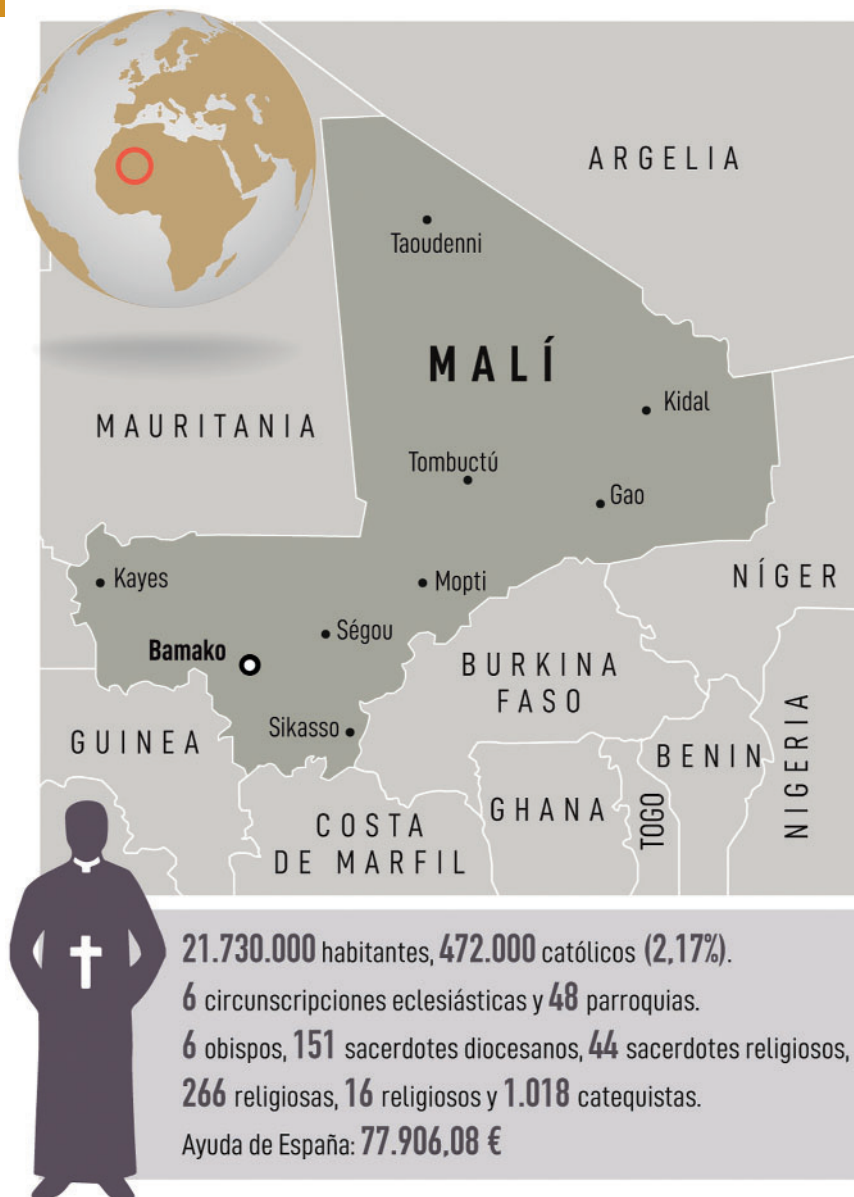 ARGELIA
Taoudenni
MALÍ
Kidal
MAURITANIA
Tombuctú
Gao
Kayes
Mopti
NÍGER
Ségou
Bamako
BURKINA
FASO
Sikasso
GUINEA
BENIN
NIGERIA
GHANA
TOGO
COSTA
DE MARFIL
21.730.000 habitantes, 472.000 católicos (2,17%).
6 circunscripciones eclesiásticas y 48 parroquias.
6 obispos, 151 sacerdotes diocesanos, 44 sacerdotes religiosos,
266 religiosas, 16 religiosos y 1.018 catequistas.
Ayuda de España: 77.906,08 €